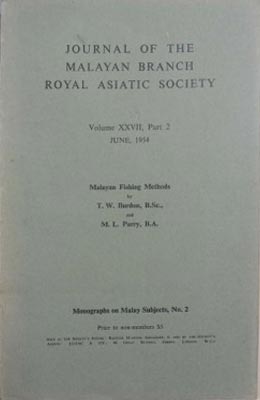 JOURNAL OF THE
MALAYAN BRANCH
ROYAL ASIATIC SOCIETY
Volume XXVII, Part 2
JUNE, 1954
Malayan Fishing Methods
by
T. W. Burdon, B.Sc.,
and
M. L. Parry, B.A.
Monographs on Malay Subjects, No. 2
Price to non-members $5